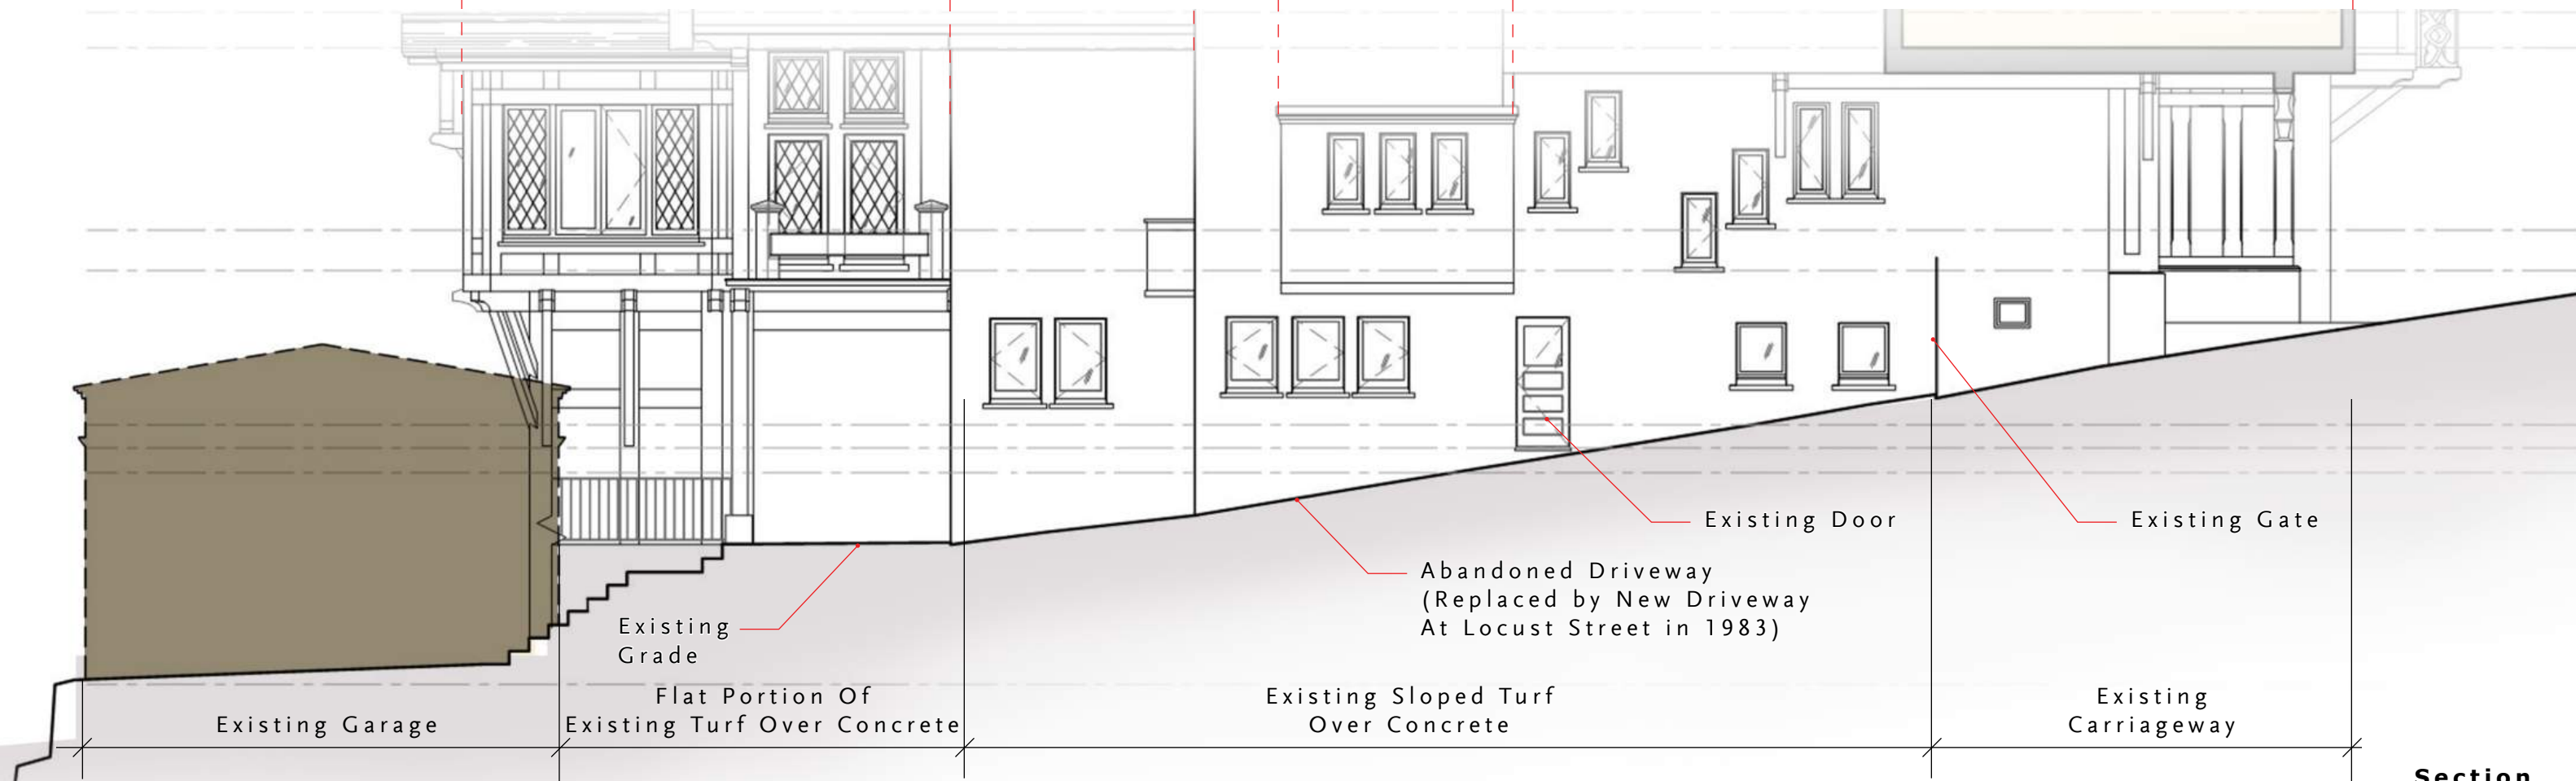 Existing Door
Existing Gate
Abandoned Driveway
(Replaced by New Driveway
At Locust Street in 1983)
Existing
Grade
Flat Portion Of
Existing Turf Over Concrete
Existing Garage
Existing Sloped Turf
Over Concrete
Existing
Carriageway
Section